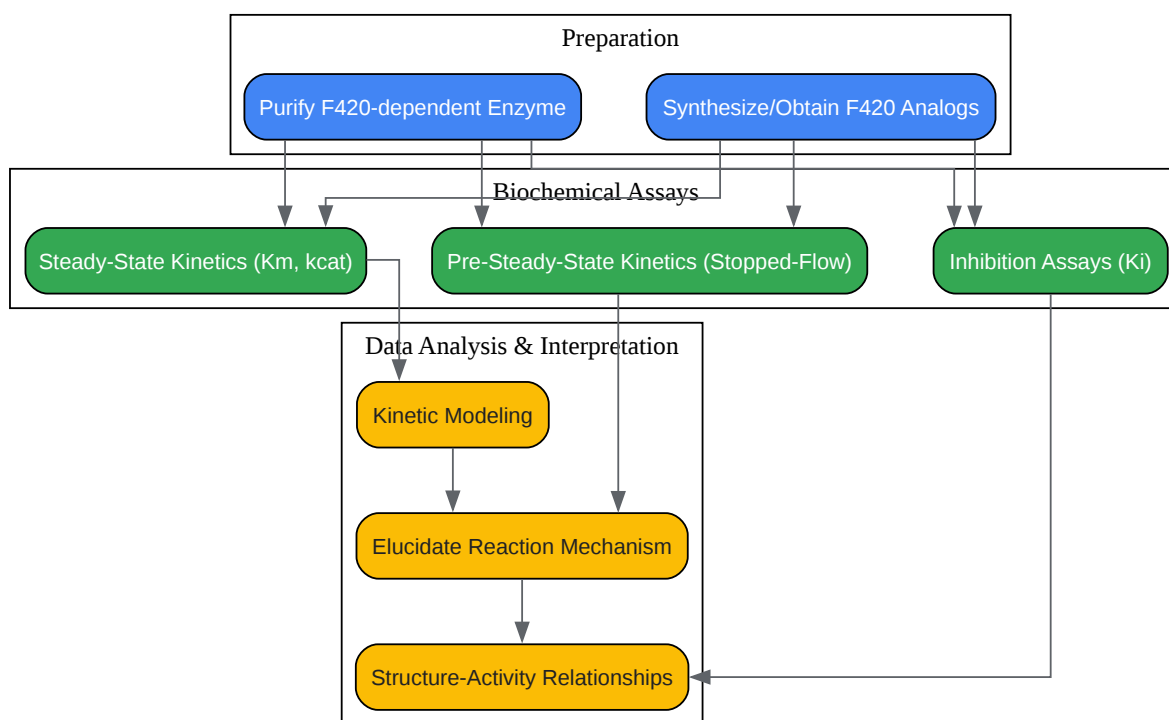 Preparation
Purify F420-dependent Enzyme
Synthesize/Obtain F420 Analogs
Biochemical Assays
Steady-State Kinetics (Km, kcat)
Pre-Steady-State Kinetics (Stopped-Flow)
Inhibition Assays (Ki)
Data Analysis & Interpretation
Kinetic Modeling
Elucidate Reaction Mechanism
Structure-Activity Relationships